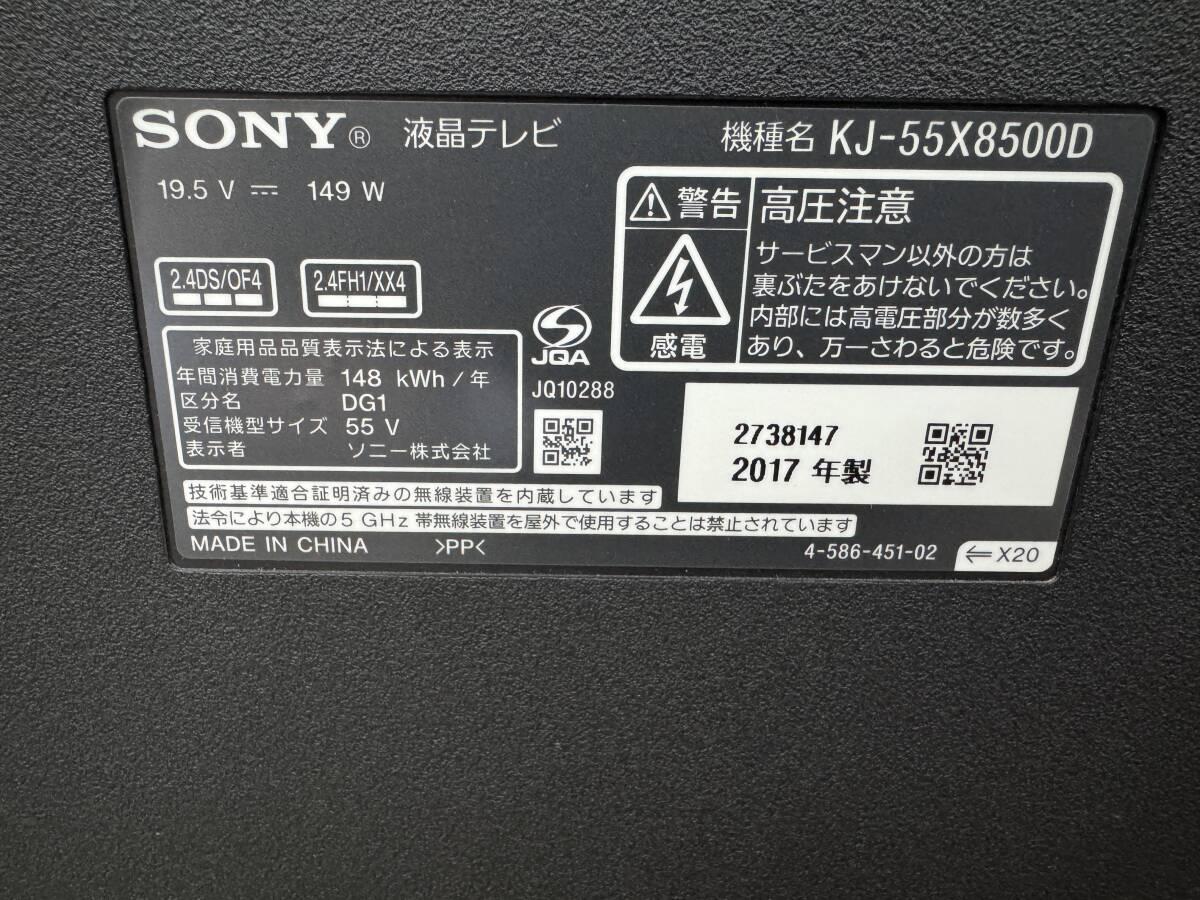 SONY® 液晶テレビ
機種名 KJ-55X8500D
19.5 V ⎓ 149 W
2.4DS/OF4
2.4FH1/XX4
警告
感電
高圧注意
サービスマン以外の方は
裏ぶたをあけないでください。
内部には高電圧部分が数多く
あり、万一さわると危険です。
家庭用品品質表示法による表示
年間消費電力量 148 kWh / 年
区分名 DG1
受信機型サイズ 55 V
表示者 ソニー株式会社
JQA
JQ10288
2738147
2017 年製
技術基準適合証明済みの無線装置を内蔵しています
法令により本機の5 GHz 帯無線装置を屋外で使用することは禁止されています
MADE IN CHINA >PP<
4-586-451-02
⇐ X20